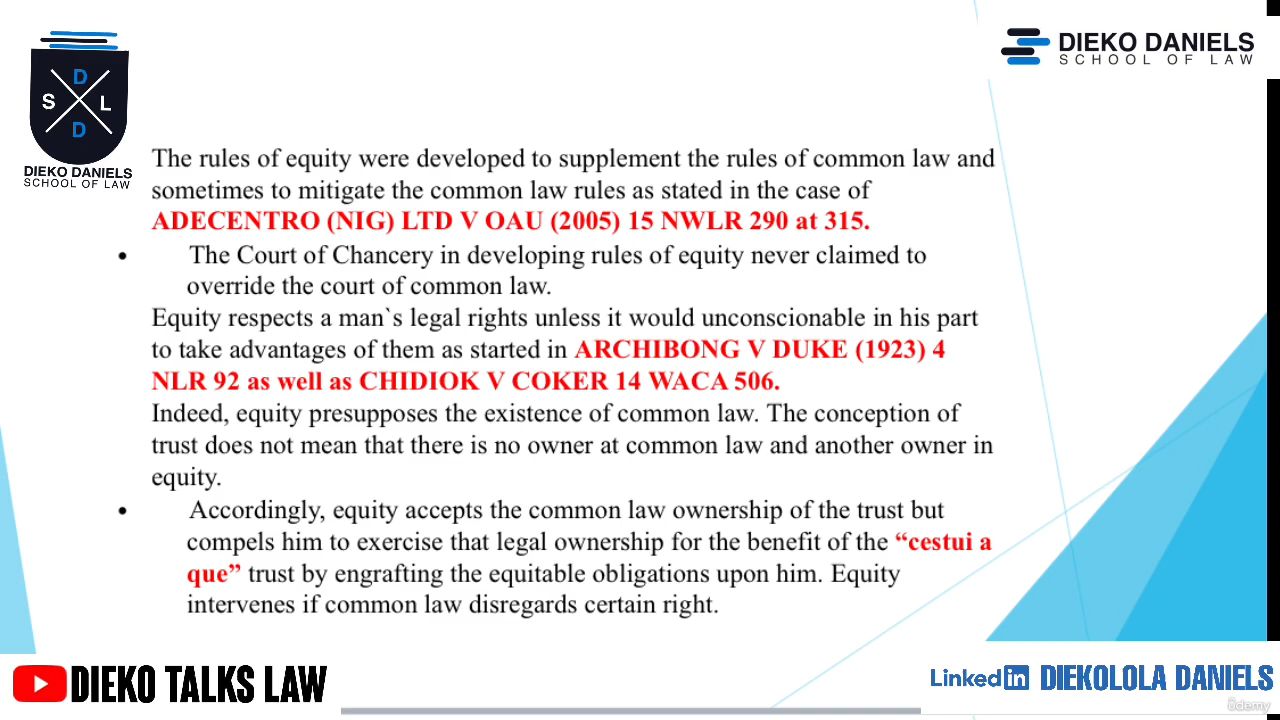 D
S L
D
DIEKO DANIELS
SCHOOL OF LAW
DIEKO DANIELS
SCHOOL OF LAW
The rules of equity were developed to supplement the rules of common law and
sometimes to mitigate the common law rules as stated in the case of
ADECENTRO (NIG) LTD V OAU (2005) 15 NWLR 290 at 315.
• The Court of Chancery in developing rules of equity never claimed to
override the court of common law.
Equity respects a man`s legal rights unless it would unconscionable in his part
to take advantages of them as started in ARCHIBONG V DUKE (1923) 4
NLR 92 as well as CHIDIOK V COKER 14 WACA 506.
Indeed, equity presupposes the existence of common law. The conception of
trust does not mean that there is no owner at common law and another owner in
equity.
• Accordingly, equity accepts the common law ownership of the trust but
compels him to exercise that legal ownership for the benefit of the “cestui a
que” trust by engrafting the equitable obligations upon him. Equity
intervenes if common law disregards certain right.
DIEKO TALKS LAW
Linked in DIEKOLOLA DANIELS
ûdemy